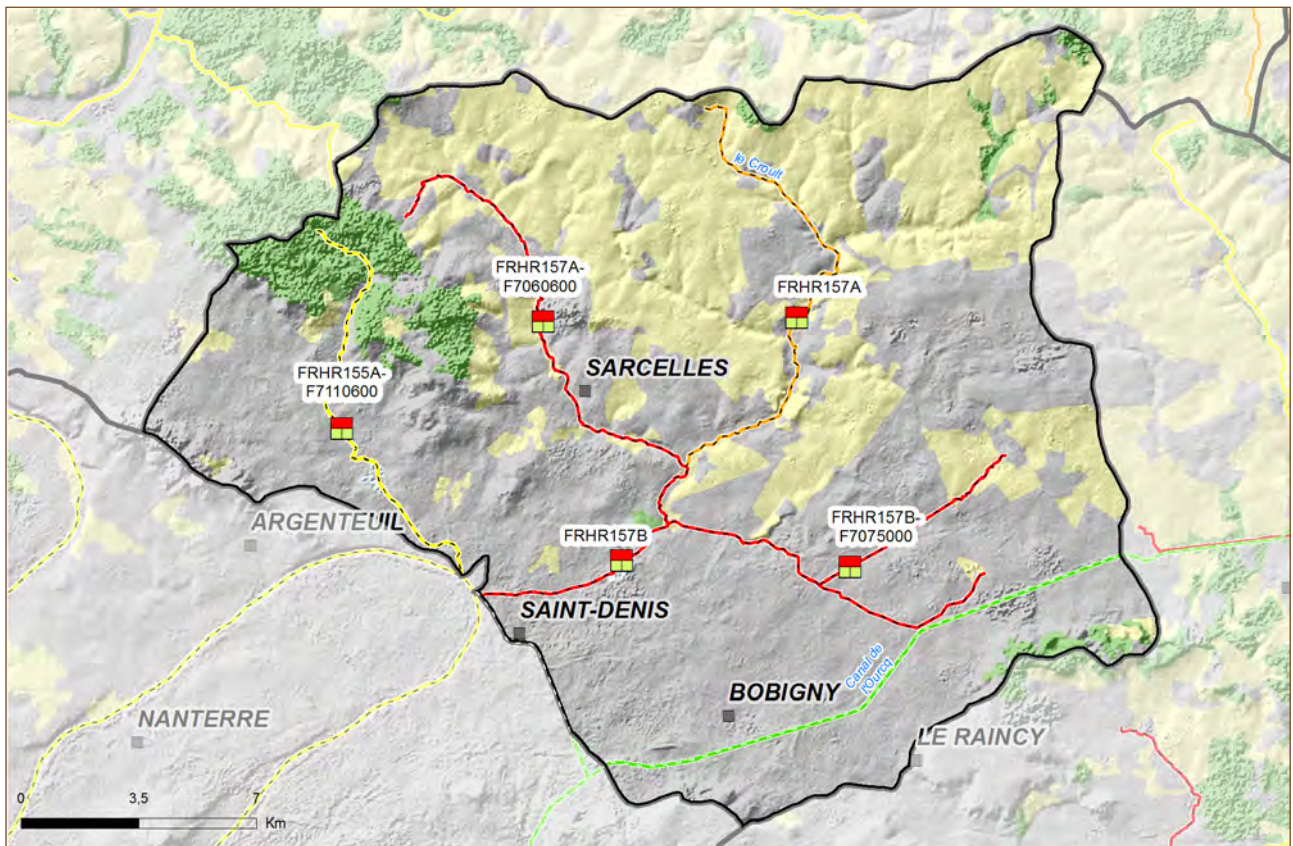 le Croult
FRHR157A-
F7060600
FRHR157A
SARCELLES
FRHR155A-
F7110600
ARGENTEUIL
FRHR157B
FRHR157B-
F7075000
SAINT-DENIS
Canal de
l'Ourcq
BOBIGNY
NANTERRE
LE RAINCY
0 3,5 7
Km